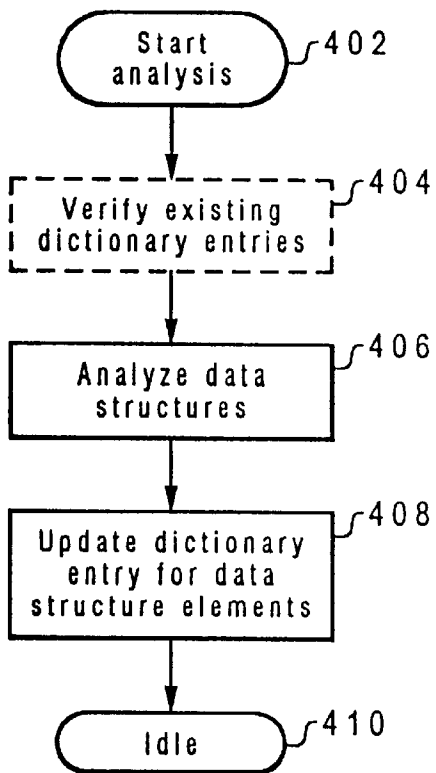 Start
analysis
402
404
Verify existing
dictionary entries
406
Analyze data
structures
408
Update dictionary
entry for data
structure elements
410
Idle